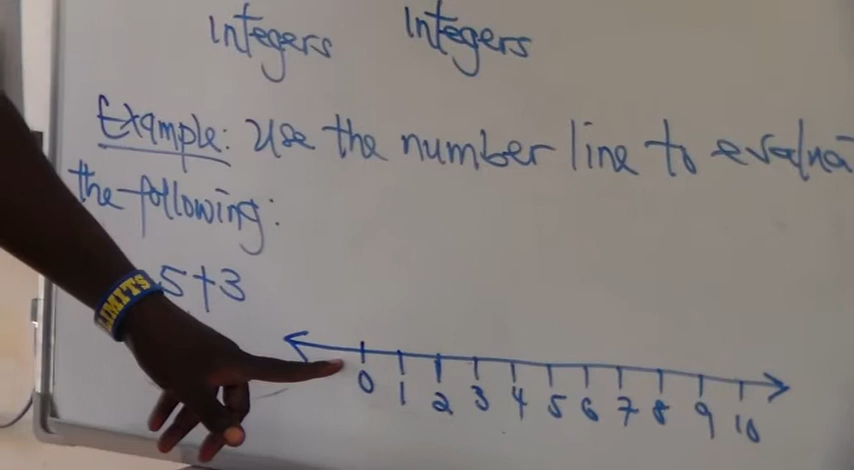 Integers Integers
Example: Use the number line to evalua
the following:
5+3
LIMITS
0 1 2 3 4 5 6 7 8 9 10